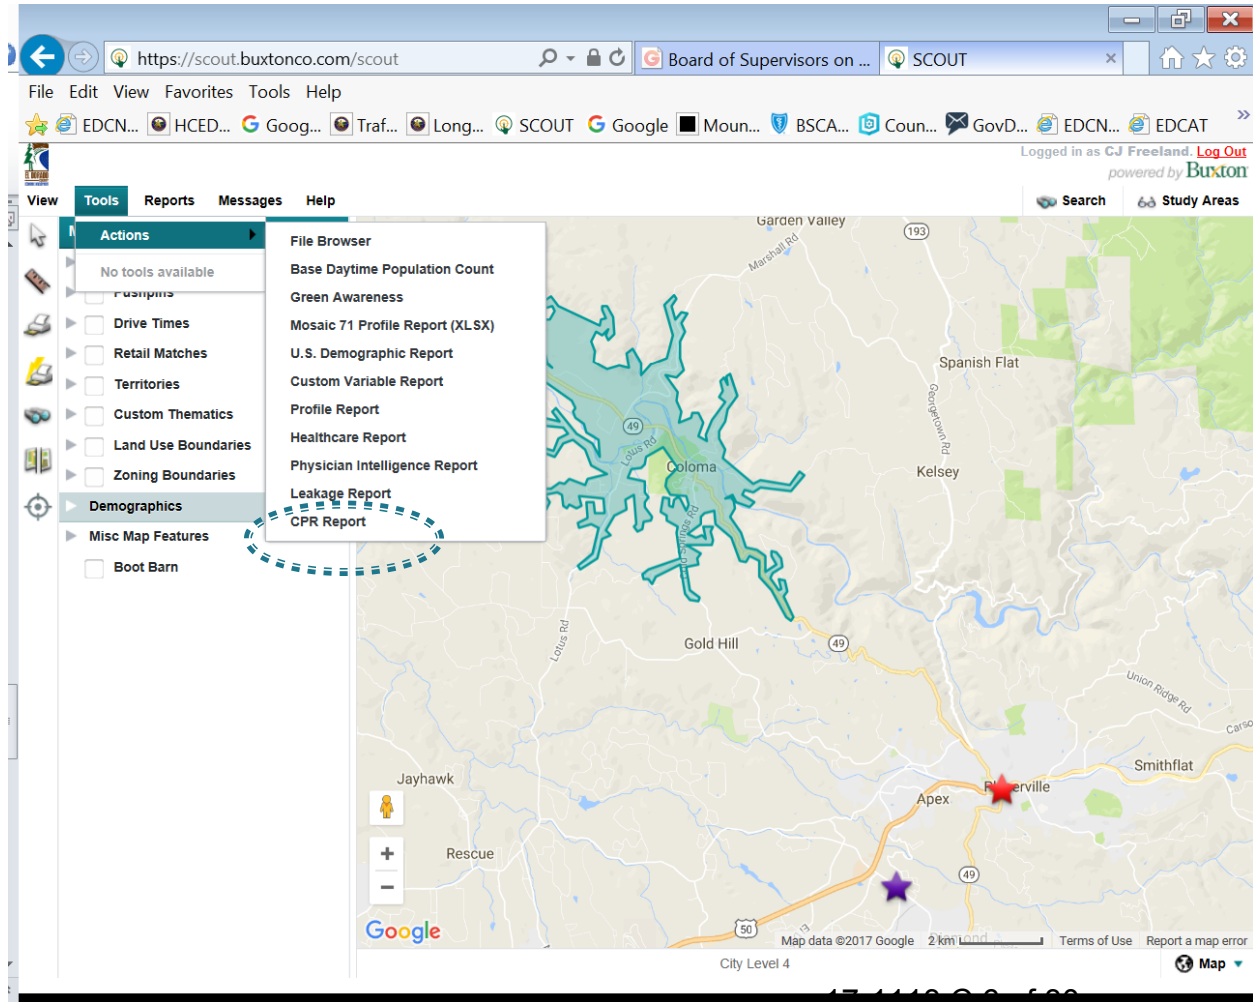 https://scout.buxtonco.com/scout
Board of Supervisors on ...
SCOUT
File Edit View Favorites Tools Help
EDCN... HCED... Goog... Traf... Long... SCOUT Google Moun... BSCA... Coun... GovD... EDCN... EDCAT
Logged in as CJ Freeland. Log Out
powered by Buxton
View Tools Reports Messages Help
Search Study Areas
Actions
No tools available
Pushpins
Drive Times
Retail Matches
Territories
Custom Thematics
Land Use Boundaries
Zoning Boundaries
Demographics
Misc Map Features
Boot Barn
File Browser
Base Daytime Population Count
Green Awareness
Mosaic 71 Profile Report (XLSX)
U.S. Demographic Report
Custom Variable Report
Profile Report
Healthcare Report
Physician Intelligence Report
Leakage Report
CPR Report
Garden Valley
193
Marshall Rd
Spanish Flat
Georgetown Rd
49
Lotus Rd
Coloma
Kelsey
Cold Springs Rd
Lotus Rd
Gold Hill
49
Union Ridge Rd
Carso
Smithflat
Jayhawk
Placerville
Apex
Rescue
49
Google
50
Diamond
Map data ©2017 Google 2 km Terms of Use Report a map error
City Level 4
Map